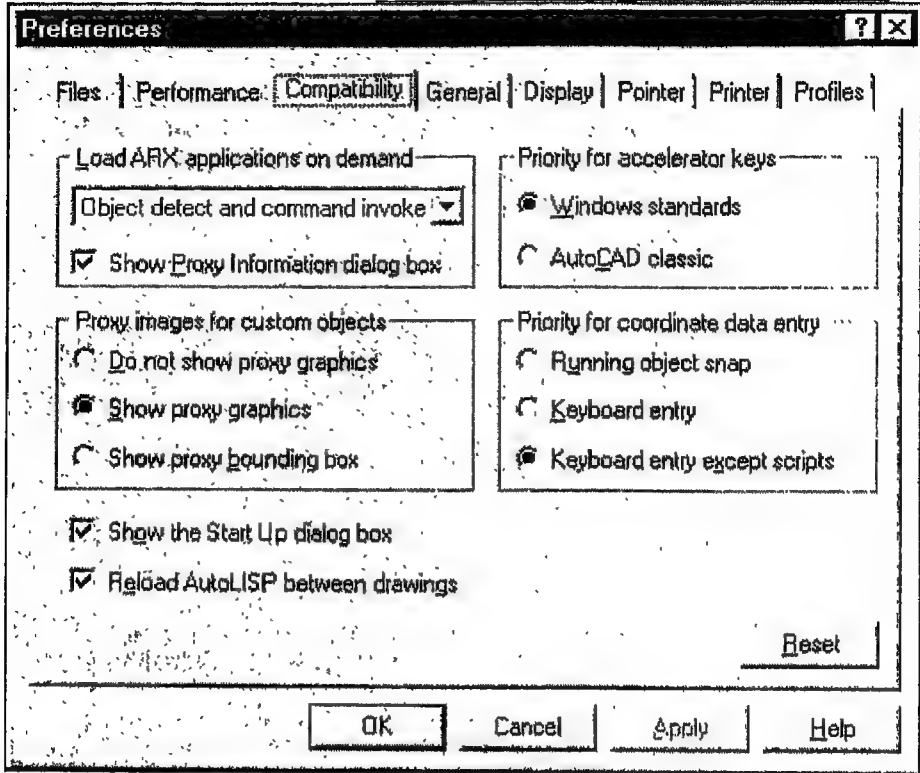 Preferences
Files Performance Compatibility General Display Pointer Printer Profiles
Load ARX applications on demand
Object detect and command invoke
Show Proxy Information dialog box
Priority for accelerator keys
Windows standards
AutoCAD classic
Proxy images for custom objects
Do not show proxy graphics
Show proxy graphics
Show proxy bounding box
Priority for coordinate data entry
Running object snap
Keyboard entry
Keyboard entry except scripts
Show the Start Up dialog box
Reload AutoLISP between drawings
Reset
OK Cancel Apply Help